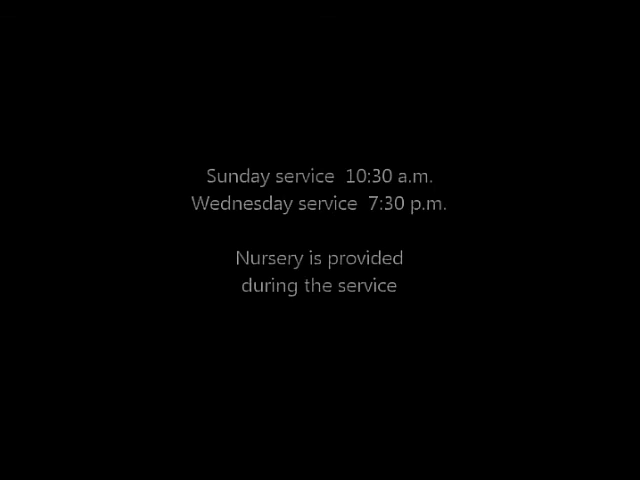 Sunday service  10:30 a.m.
Wednesday service  7:30 p.m.
Nursery is provided
during the service